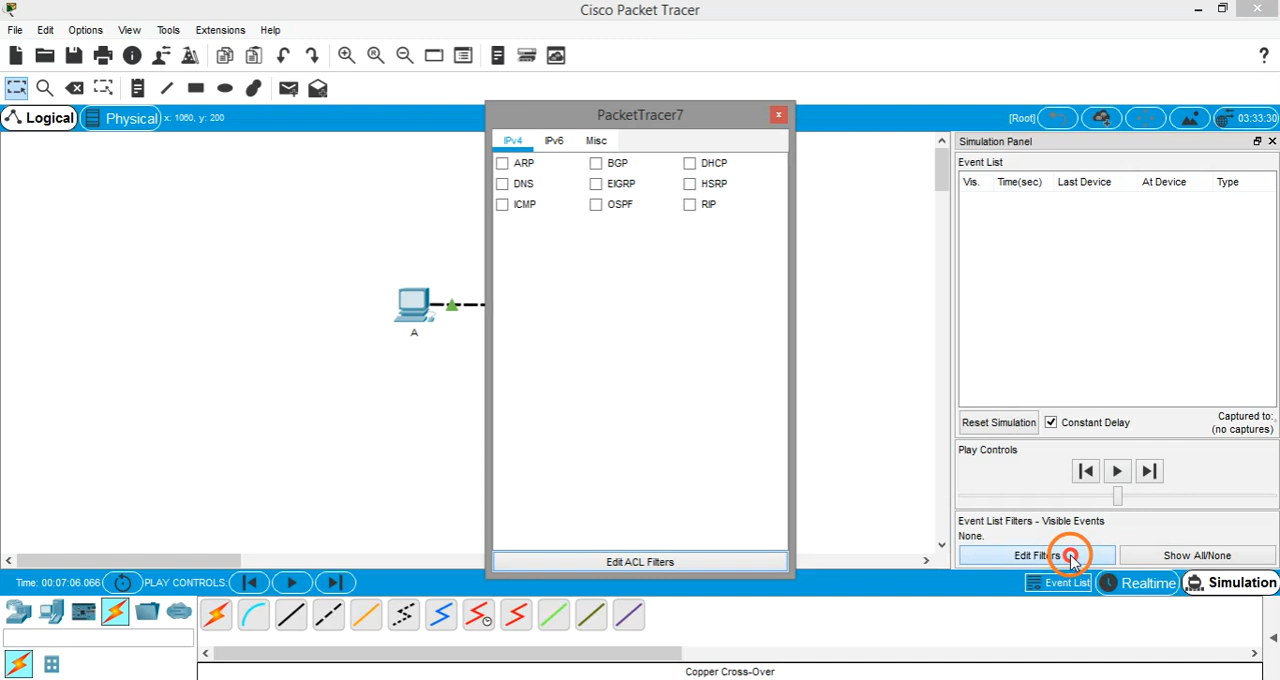 Cisco Packet Tracer
File Edit Options View Tools Extensions Help
Logical Physical x: 1060, y: 200 [Root] 03:33:30
PacketTracer7
IPv4 IPv6 Misc
ARP BGP DHCP
DNS EIGRP HSRP
ICMP OSPF RIP
Edit ACL Filters
A
Simulation Panel
Event List
Vis. Time(sec) Last Device At Device Type
Reset Simulation Constant Delay Captured to:
(no captures)
Play Controls
Event List Filters - Visible Events
None.
Edit Filters Show All/None
Time: 00:07:06.066 PLAY CONTROLS: Event List Realtime Simulation
Copper Cross-Over